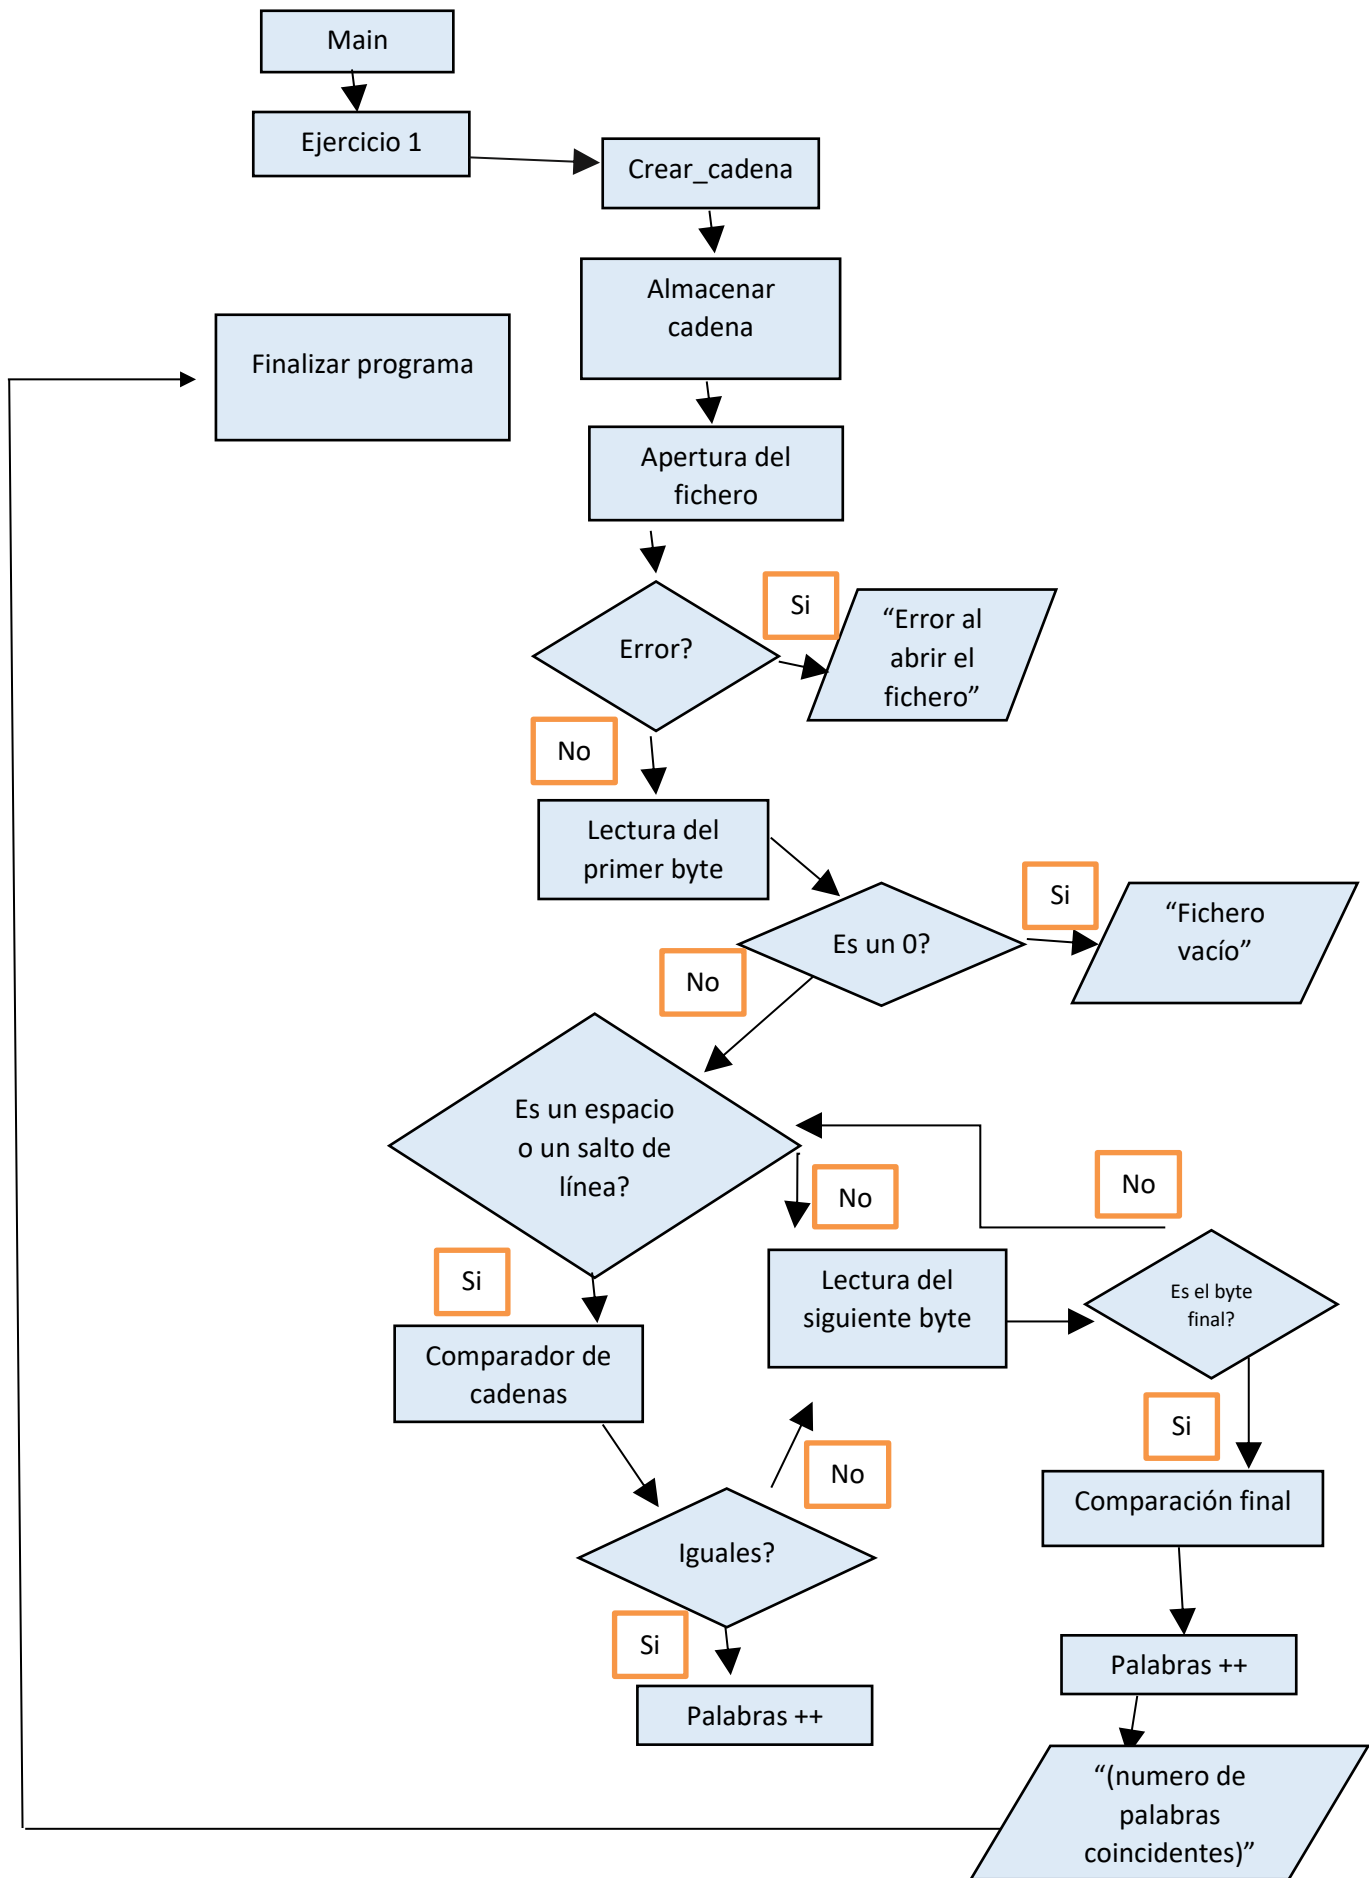 Main
Ejercicio 1
Crear_cadena
Almacenar
cadena
Finalizar programa
Apertura del
fichero
Error?
Si
“Error al
abrir el
fichero”
No
Lectura del
primer byte
Es un 0?
Si
“Fichero
vacío”
No
Es un espacio
o un salto de
línea?
No
No
Si
Lectura del
siguiente byte
Es el byte
final?
Comparador de
cadenas
Si
No
Iguales?
Comparación final
Si
Palabras ++
Palabras ++
“(numero de
palabras
coincidentes)”